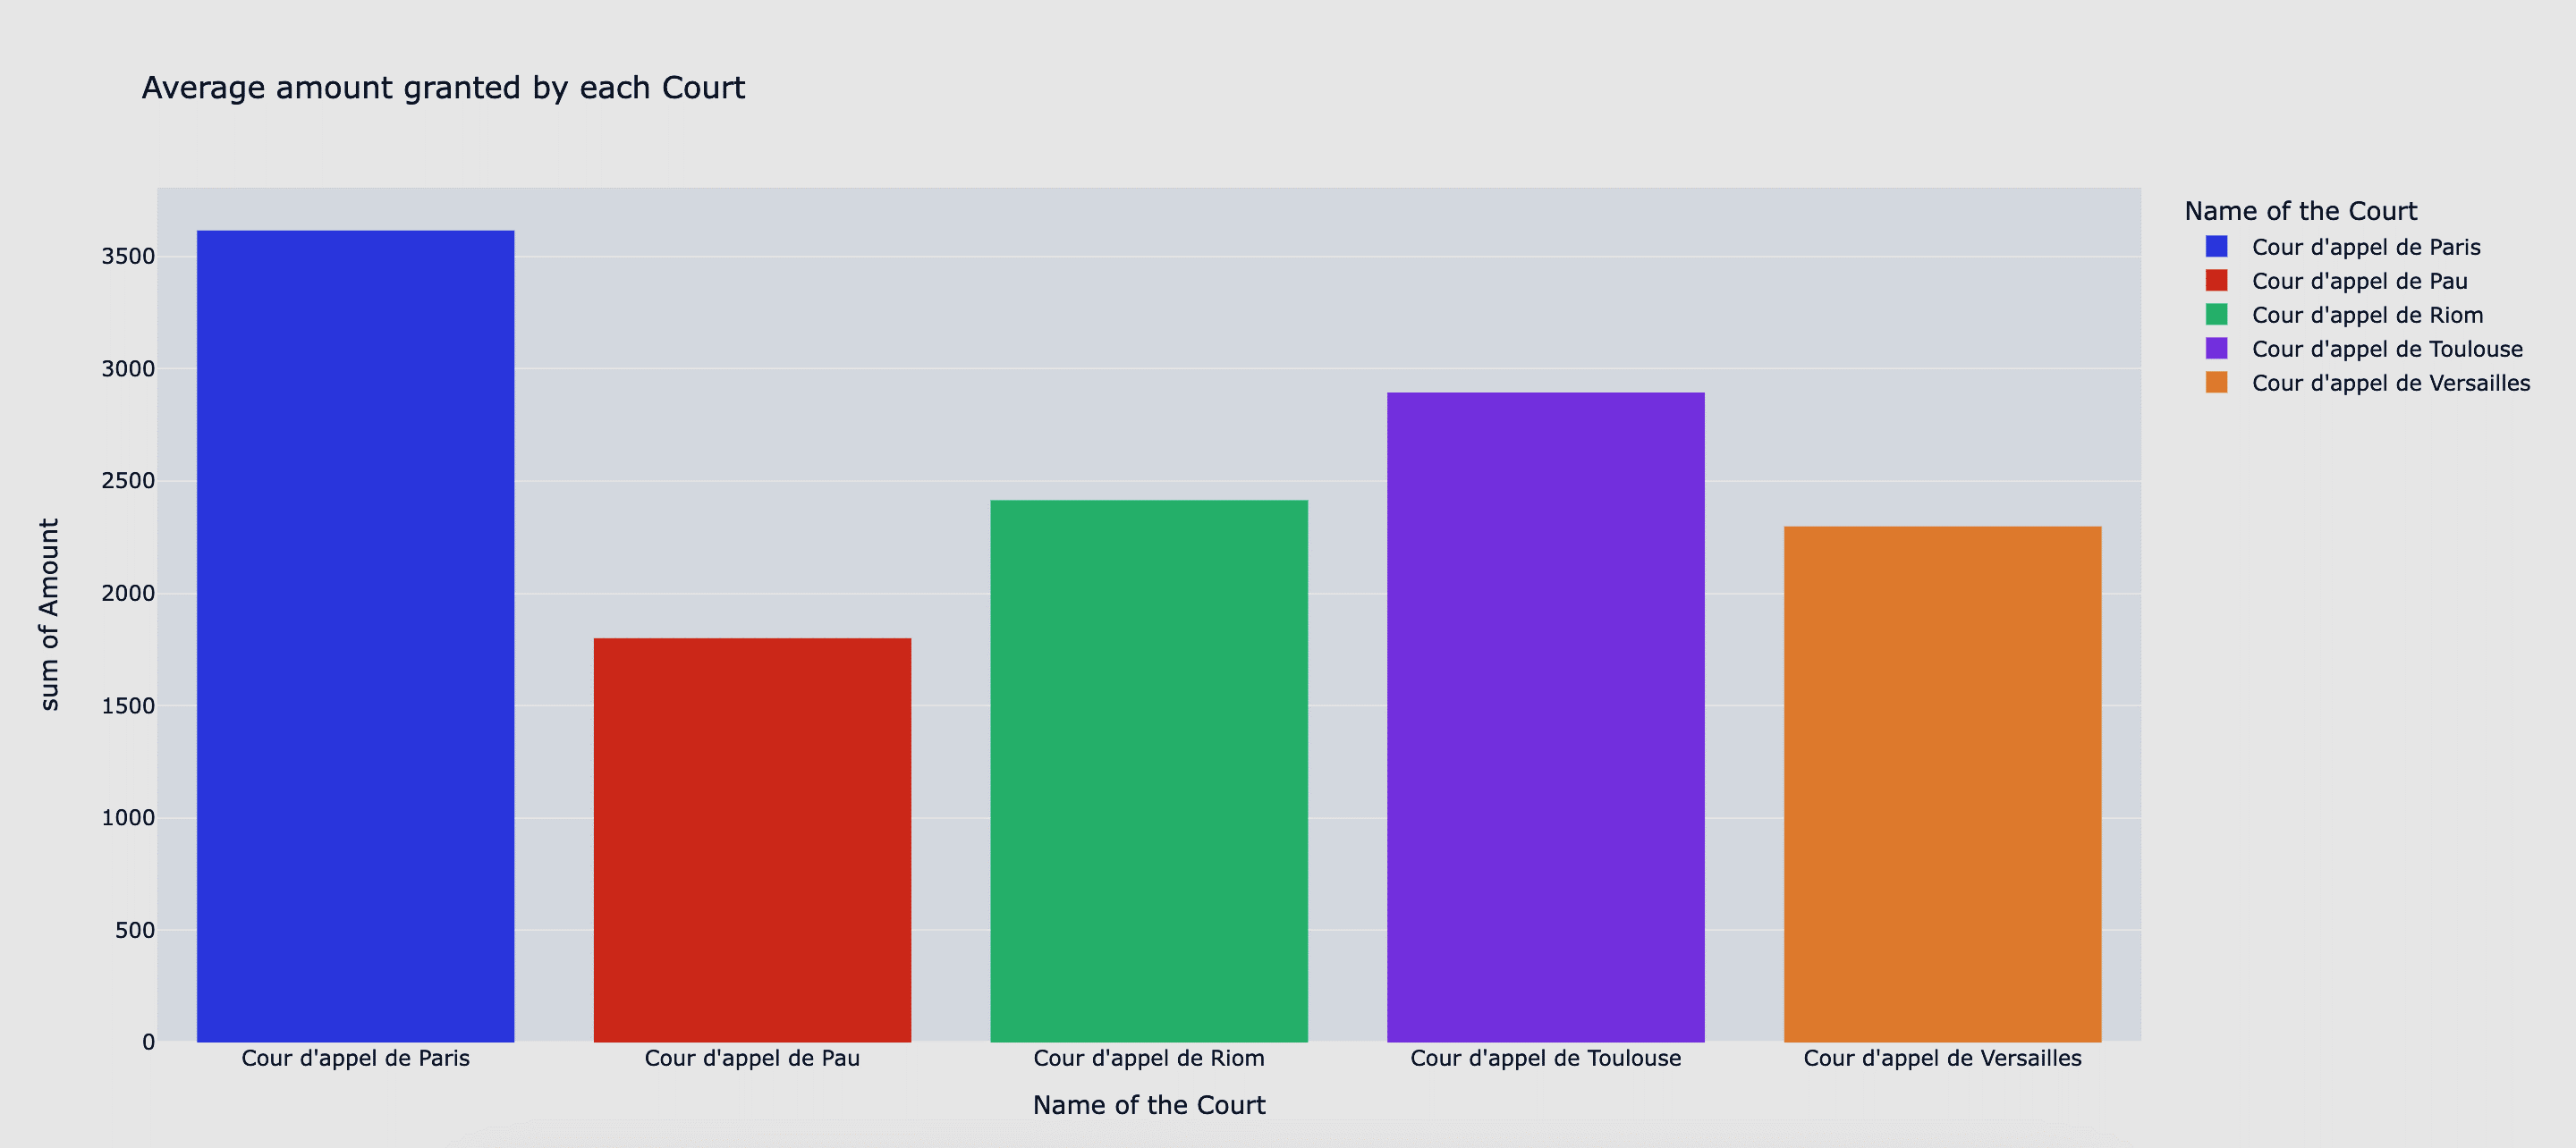 Average amount granted by each Court
sum of Amount
3500
3000
2500
2000
1500
1000
500
0
Cour d'appel de Paris
Cour d'appel de Pau
Cour d'appel de Riom
Cour d'appel de Toulouse
Cour d'appel de Versailles
Name of the Court
Name of the Court
Cour d'appel de Paris
Cour d'appel de Pau
Cour d'appel de Riom
Cour d'appel de Toulouse
Cour d'appel de Versailles